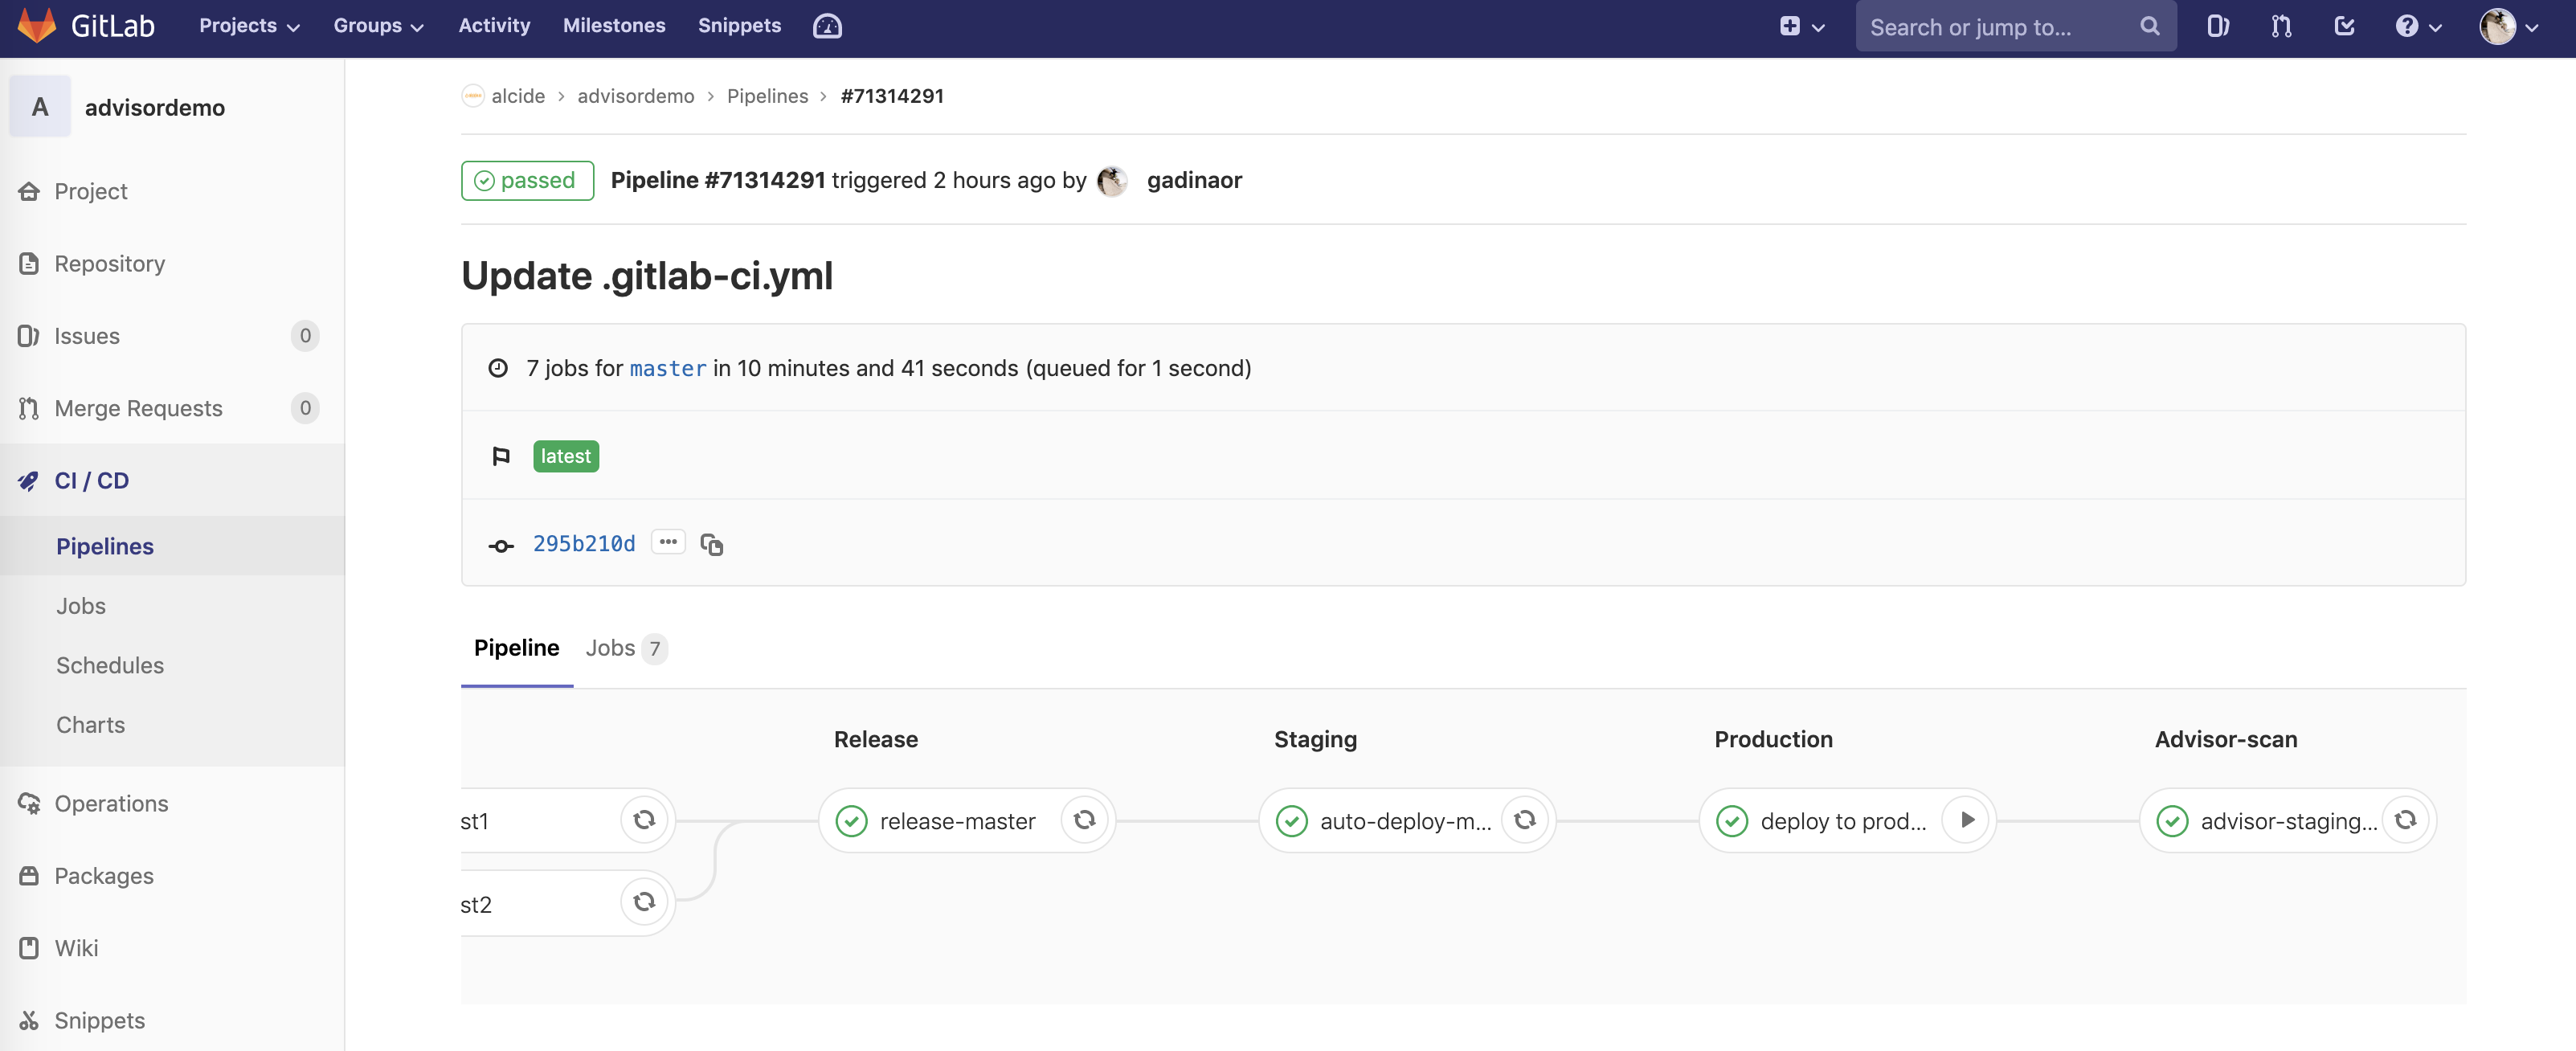 GitLab Projects Groups Activity Milestones Snippets Search or jump to...
A advisordemo
Project
Repository
Issues 0
Merge Requests 0
CI / CD
Pipelines
Jobs
Schedules
Charts
Operations
Packages
Wiki
Snippets
alcide > advisordemo > Pipelines > #71314291
passed Pipeline #71314291 triggered 2 hours ago by gadinaor
Update .gitlab-ci.yml
7 jobs for master in 10 minutes and 41 seconds (queued for 1 second)
latest
295b210d ...
Pipeline Jobs 7
Release Staging Production Advisor-scan
st1 release-master auto-deploy-m... deploy to prod... advisor-staging...
st2